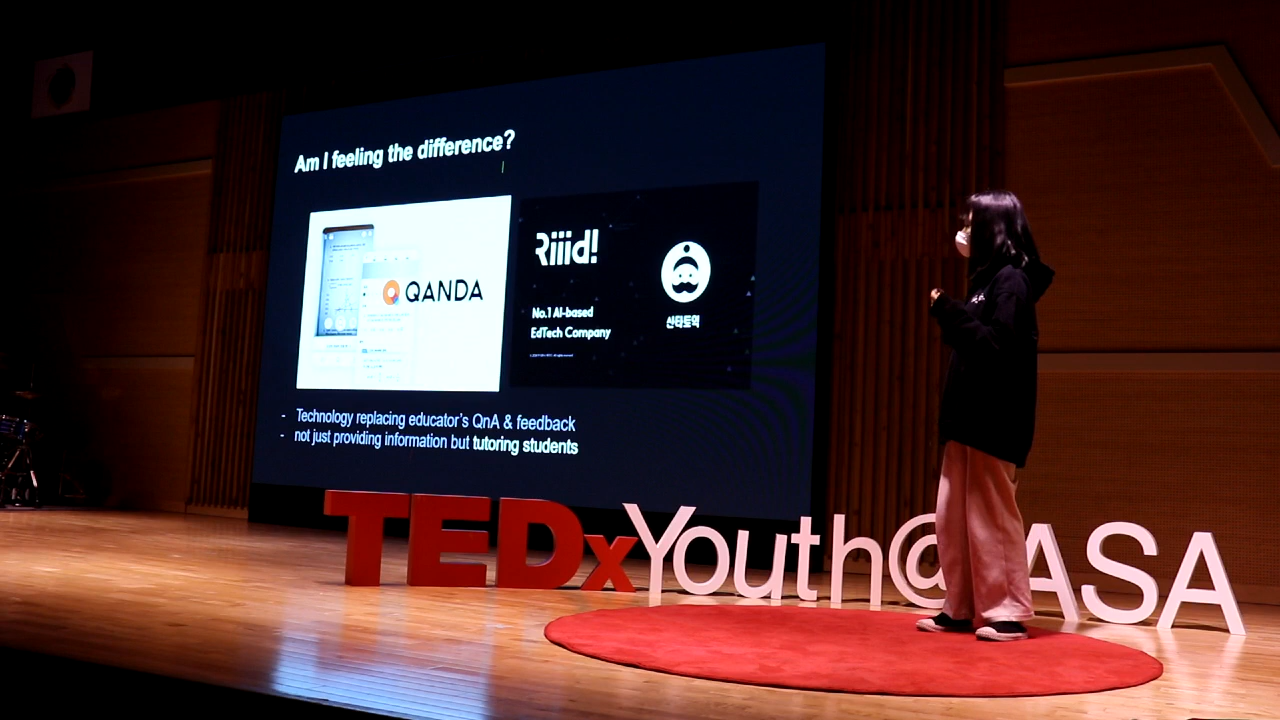 Am I feeling the difference?
QANDA
Riiid!
No.1 AI-based
EdTech Company
산타토익
- Technology replacing educator's QnA & feedback
- not just providing information but tutoring students
TEDxYouth@ASA